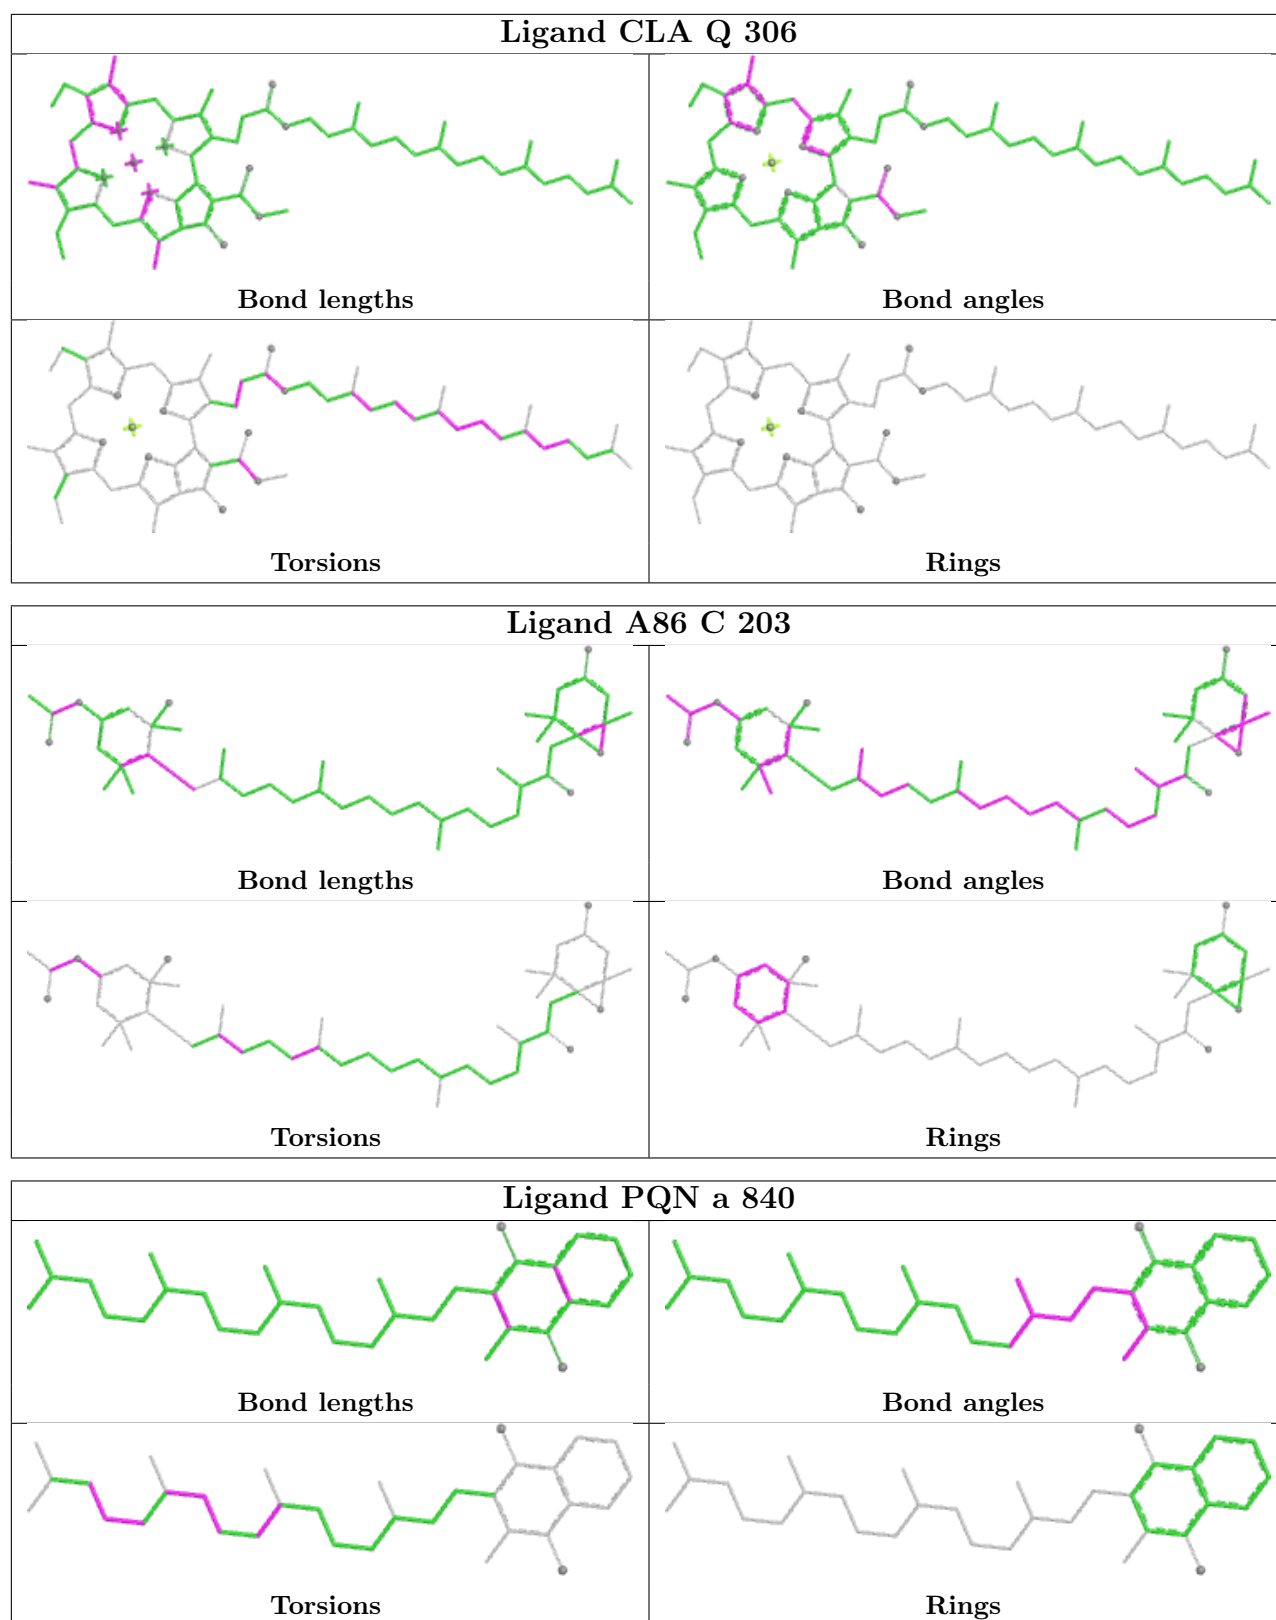 Ligand CLA Q 306
Bond lengths
Bond angles
Torsions
Rings
Ligand A86 C 203
Bond lengths
Bond angles
Torsions
Rings
Ligand PQN a 840
Bond lengths
Bond angles
Torsions
Rings